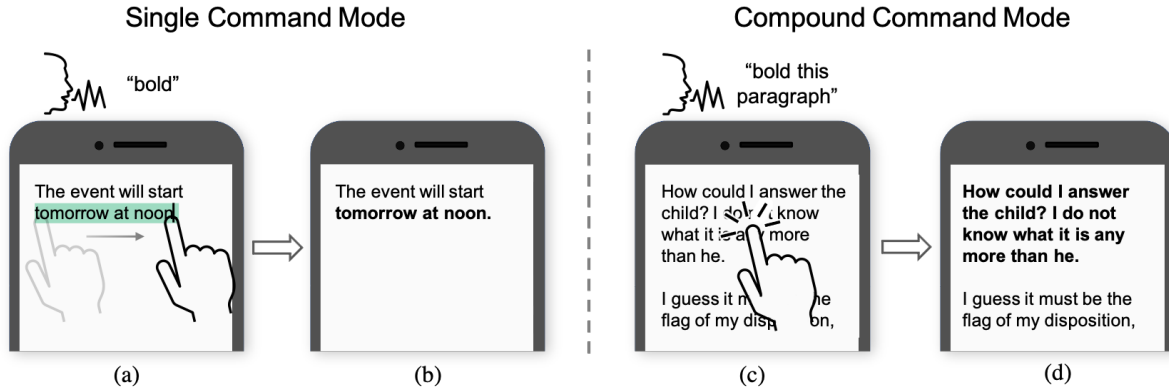 Single Command Mode
"bold"
The event will start
tomorrow at noon
(a)
The event will start
tomorrow at noon.
(b)
Compound Command Mode
"bold this
paragraph"
How could I answer the
child? I do know
what it is any more
than he.
I guess it
flag of my
(c)
How could I answer
the child? I do not
know what it is any
more than he.
I guess it must be the
flag of my disposition,
(d)